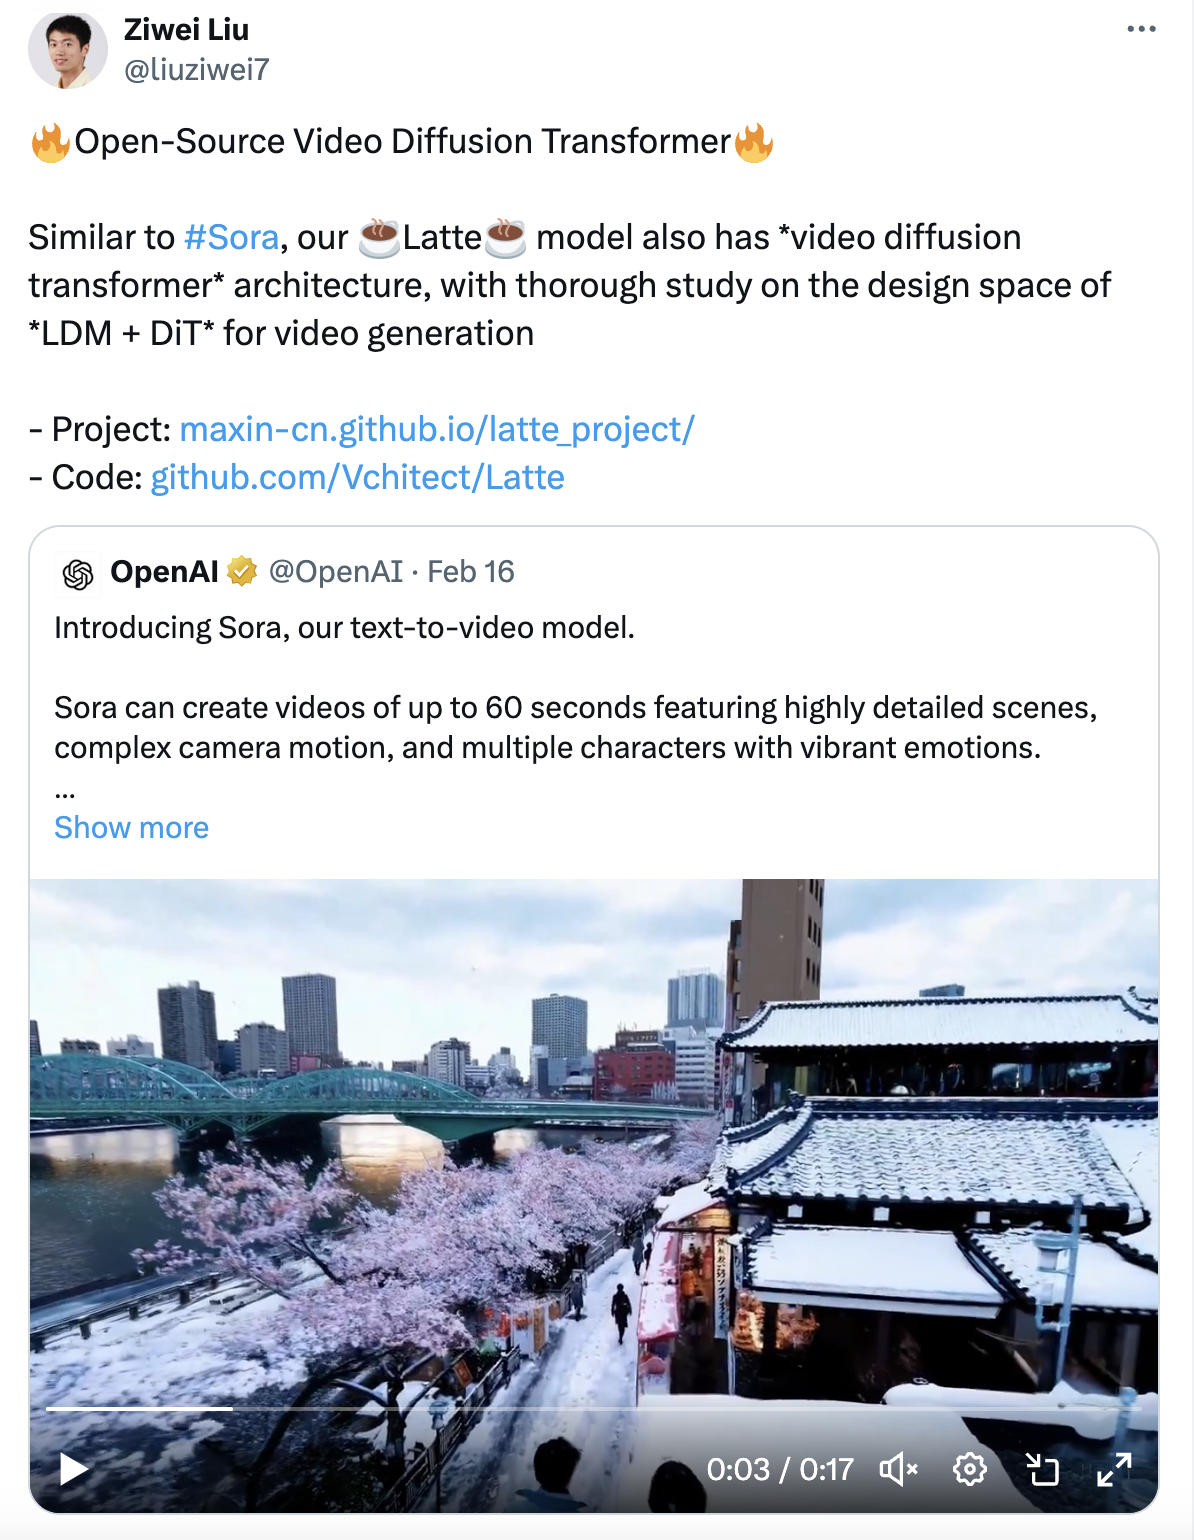 Ziwei Liu
@liuziwei7
🔥Open-Source Video Diffusion Transformer🔥
Similar to #Sora, our ☕Latte☕ model also has *video diffusion
transformer* architecture, with thorough study on the design space of
*LDM + DiT* for video generation
- Project: maxin-cn.github.io/latte_project/
- Code: github.com/Vchitect/Latte
OpenAI @OpenAI · Feb 16
Introducing Sora, our text-to-video model.
Sora can create videos of up to 60 seconds featuring highly detailed scenes,
complex camera motion, and multiple characters with vibrant emotions.
...
Show more
0:03 / 0:17